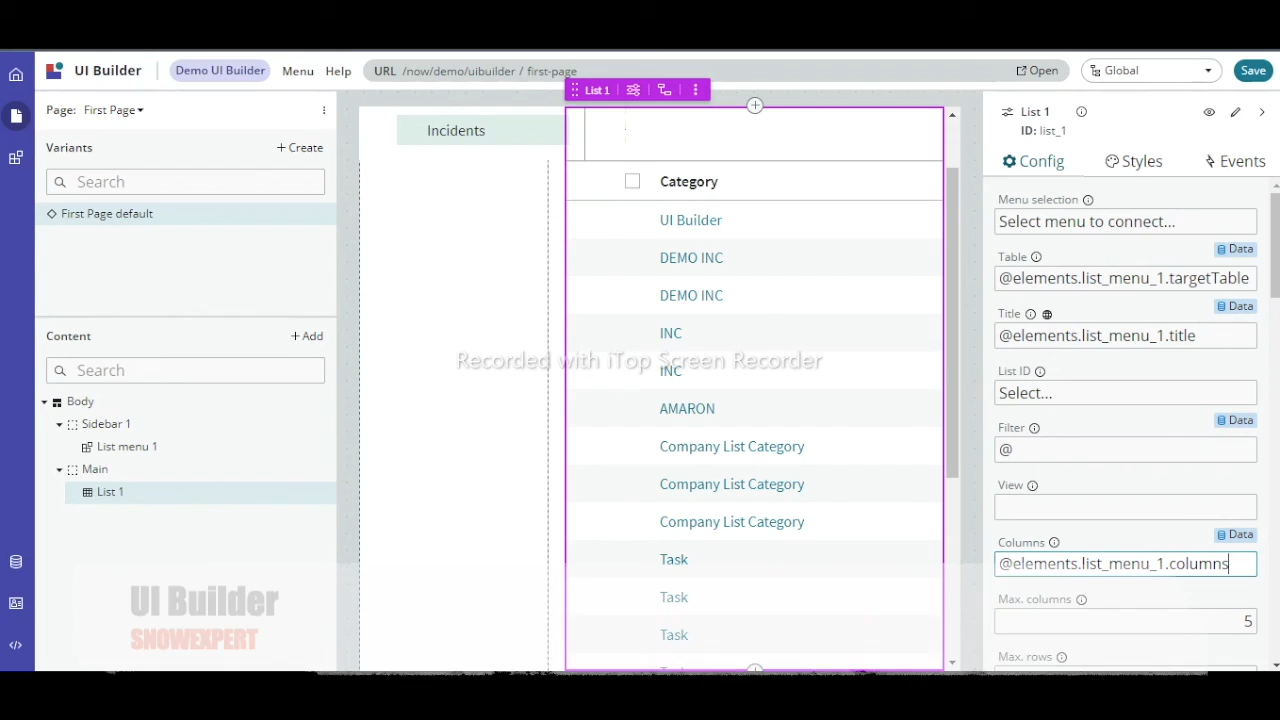 UI Builder
Demo UI Builder
Menu
Help
URL /now/demo/uibuilder / first-page
Open
Global
Save
Page: First Page
Variants
+ Create
Search
First Page default
Content
+ Add
Search
Body
Sidebar 1
List menu 1
Main
List 1
UI Builder
SNOWEXPERT
List 1
Incidents
Category
UI Builder
DEMO INC
DEMO INC
INC
INC
AMARON
Company List Category
Company List Category
Company List Category
Task
Task
Task
Recorded with iTop Screen Recorder
List 1
ID: list_1
Config
Styles
Events
Menu selection
Select menu to connect...
Table
Data
@elements.list_menu_1.targetTable
Title
Data
@elements.list_menu_1.title
List ID
Select...
Filter
Data
@
View
Columns
Data
@elements.list_menu_1.columns
Max. columns
5
Max. rows